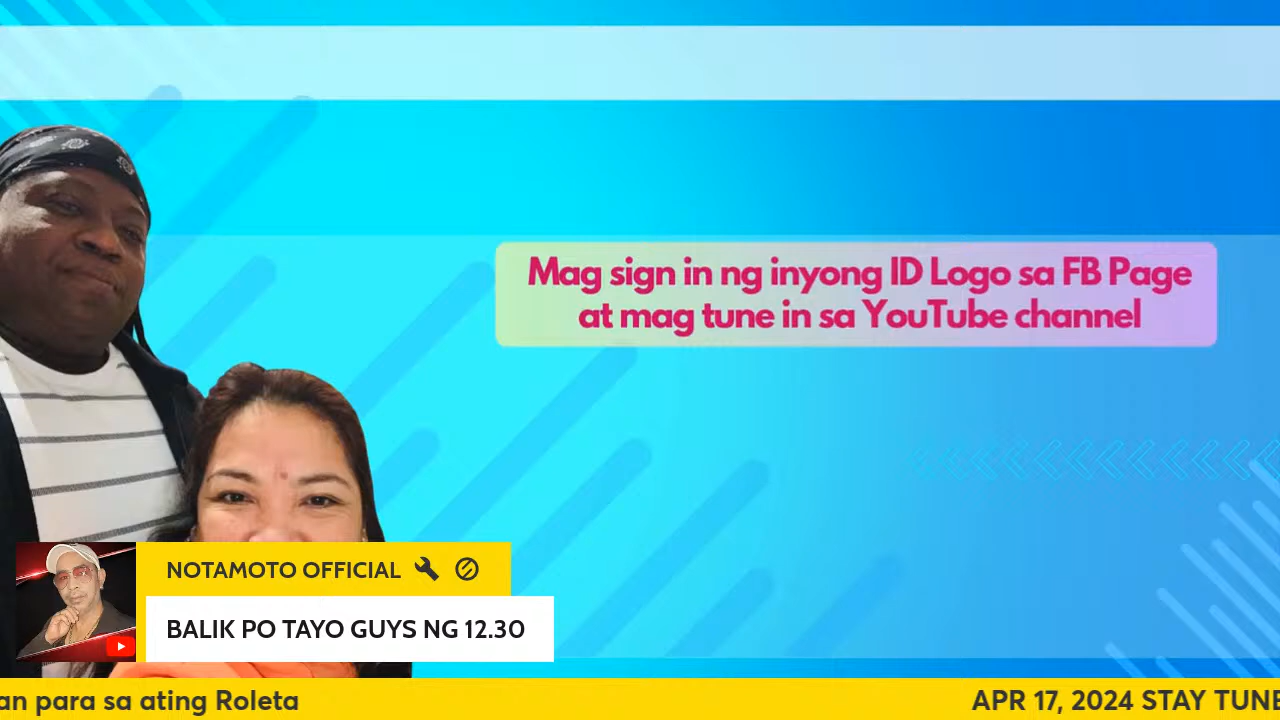 Mag sign in ng inyong ID Logo sa FB Page
at mag tune in sa YouTube channel
NOTAMOTO OFFICIAL
BALIK PO TAYO GUYS NG 12.30
an para sa ating Roleta
APR 17, 2024 STAY TUNE